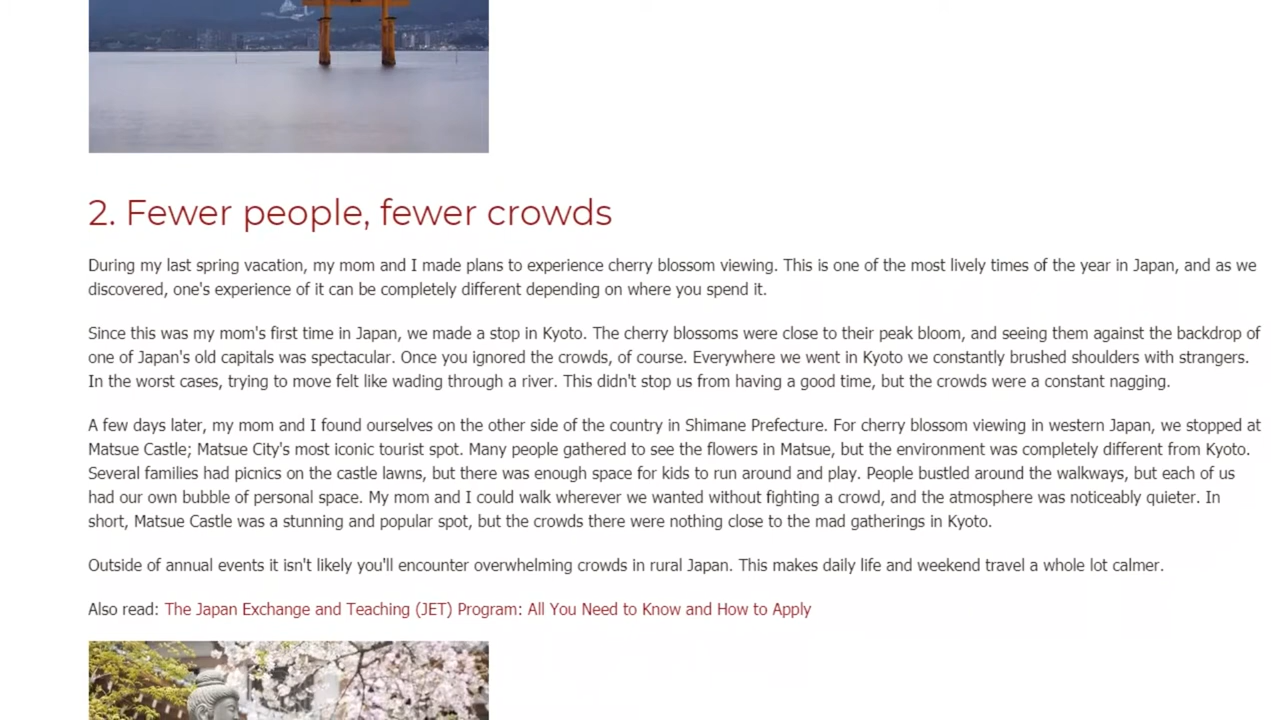 2. Fewer people, fewer crowds
During my last spring vacation, my mom and I made plans to experience cherry blossom viewing. This is one of the most lively times of the year in Japan, and as we
discovered, one's experience of it can be completely different depending on where you spend it.
Since this was my mom's first time in Japan, we made a stop in Kyoto. The cherry blossoms were close to their peak bloom, and seeing them against the backdrop of
one of Japan's old capitals was spectacular. Once you ignored the crowds, of course. Everywhere we went in Kyoto we constantly brushed shoulders with strangers.
In the worst cases, trying to move felt like wading through a river. This didn't stop us from having a good time, but the crowds were a constant nagging.
A few days later, my mom and I found ourselves on the other side of the country in Shimane Prefecture. For cherry blossom viewing in western Japan, we stopped at
Matsue Castle; Matsue City's most iconic tourist spot. Many people gathered to see the flowers in Matsue, but the environment was completely different from Kyoto.
Several families had picnics on the castle lawns, but there was enough space for kids to run around and play. People bustled around the walkways, but each of us
had our own bubble of personal space. My mom and I could walk wherever we wanted without fighting a crowd, and the atmosphere was noticeably quieter. In
short, Matsue Castle was a stunning and popular spot, but the crowds there were nothing close to the mad gatherings in Kyoto.
Outside of annual events it isn't likely you'll encounter overwhelming crowds in rural Japan. This makes daily life and weekend travel a whole lot calmer.
Also read: The Japan Exchange and Teaching (JET) Program: All You Need to Know and How to Apply